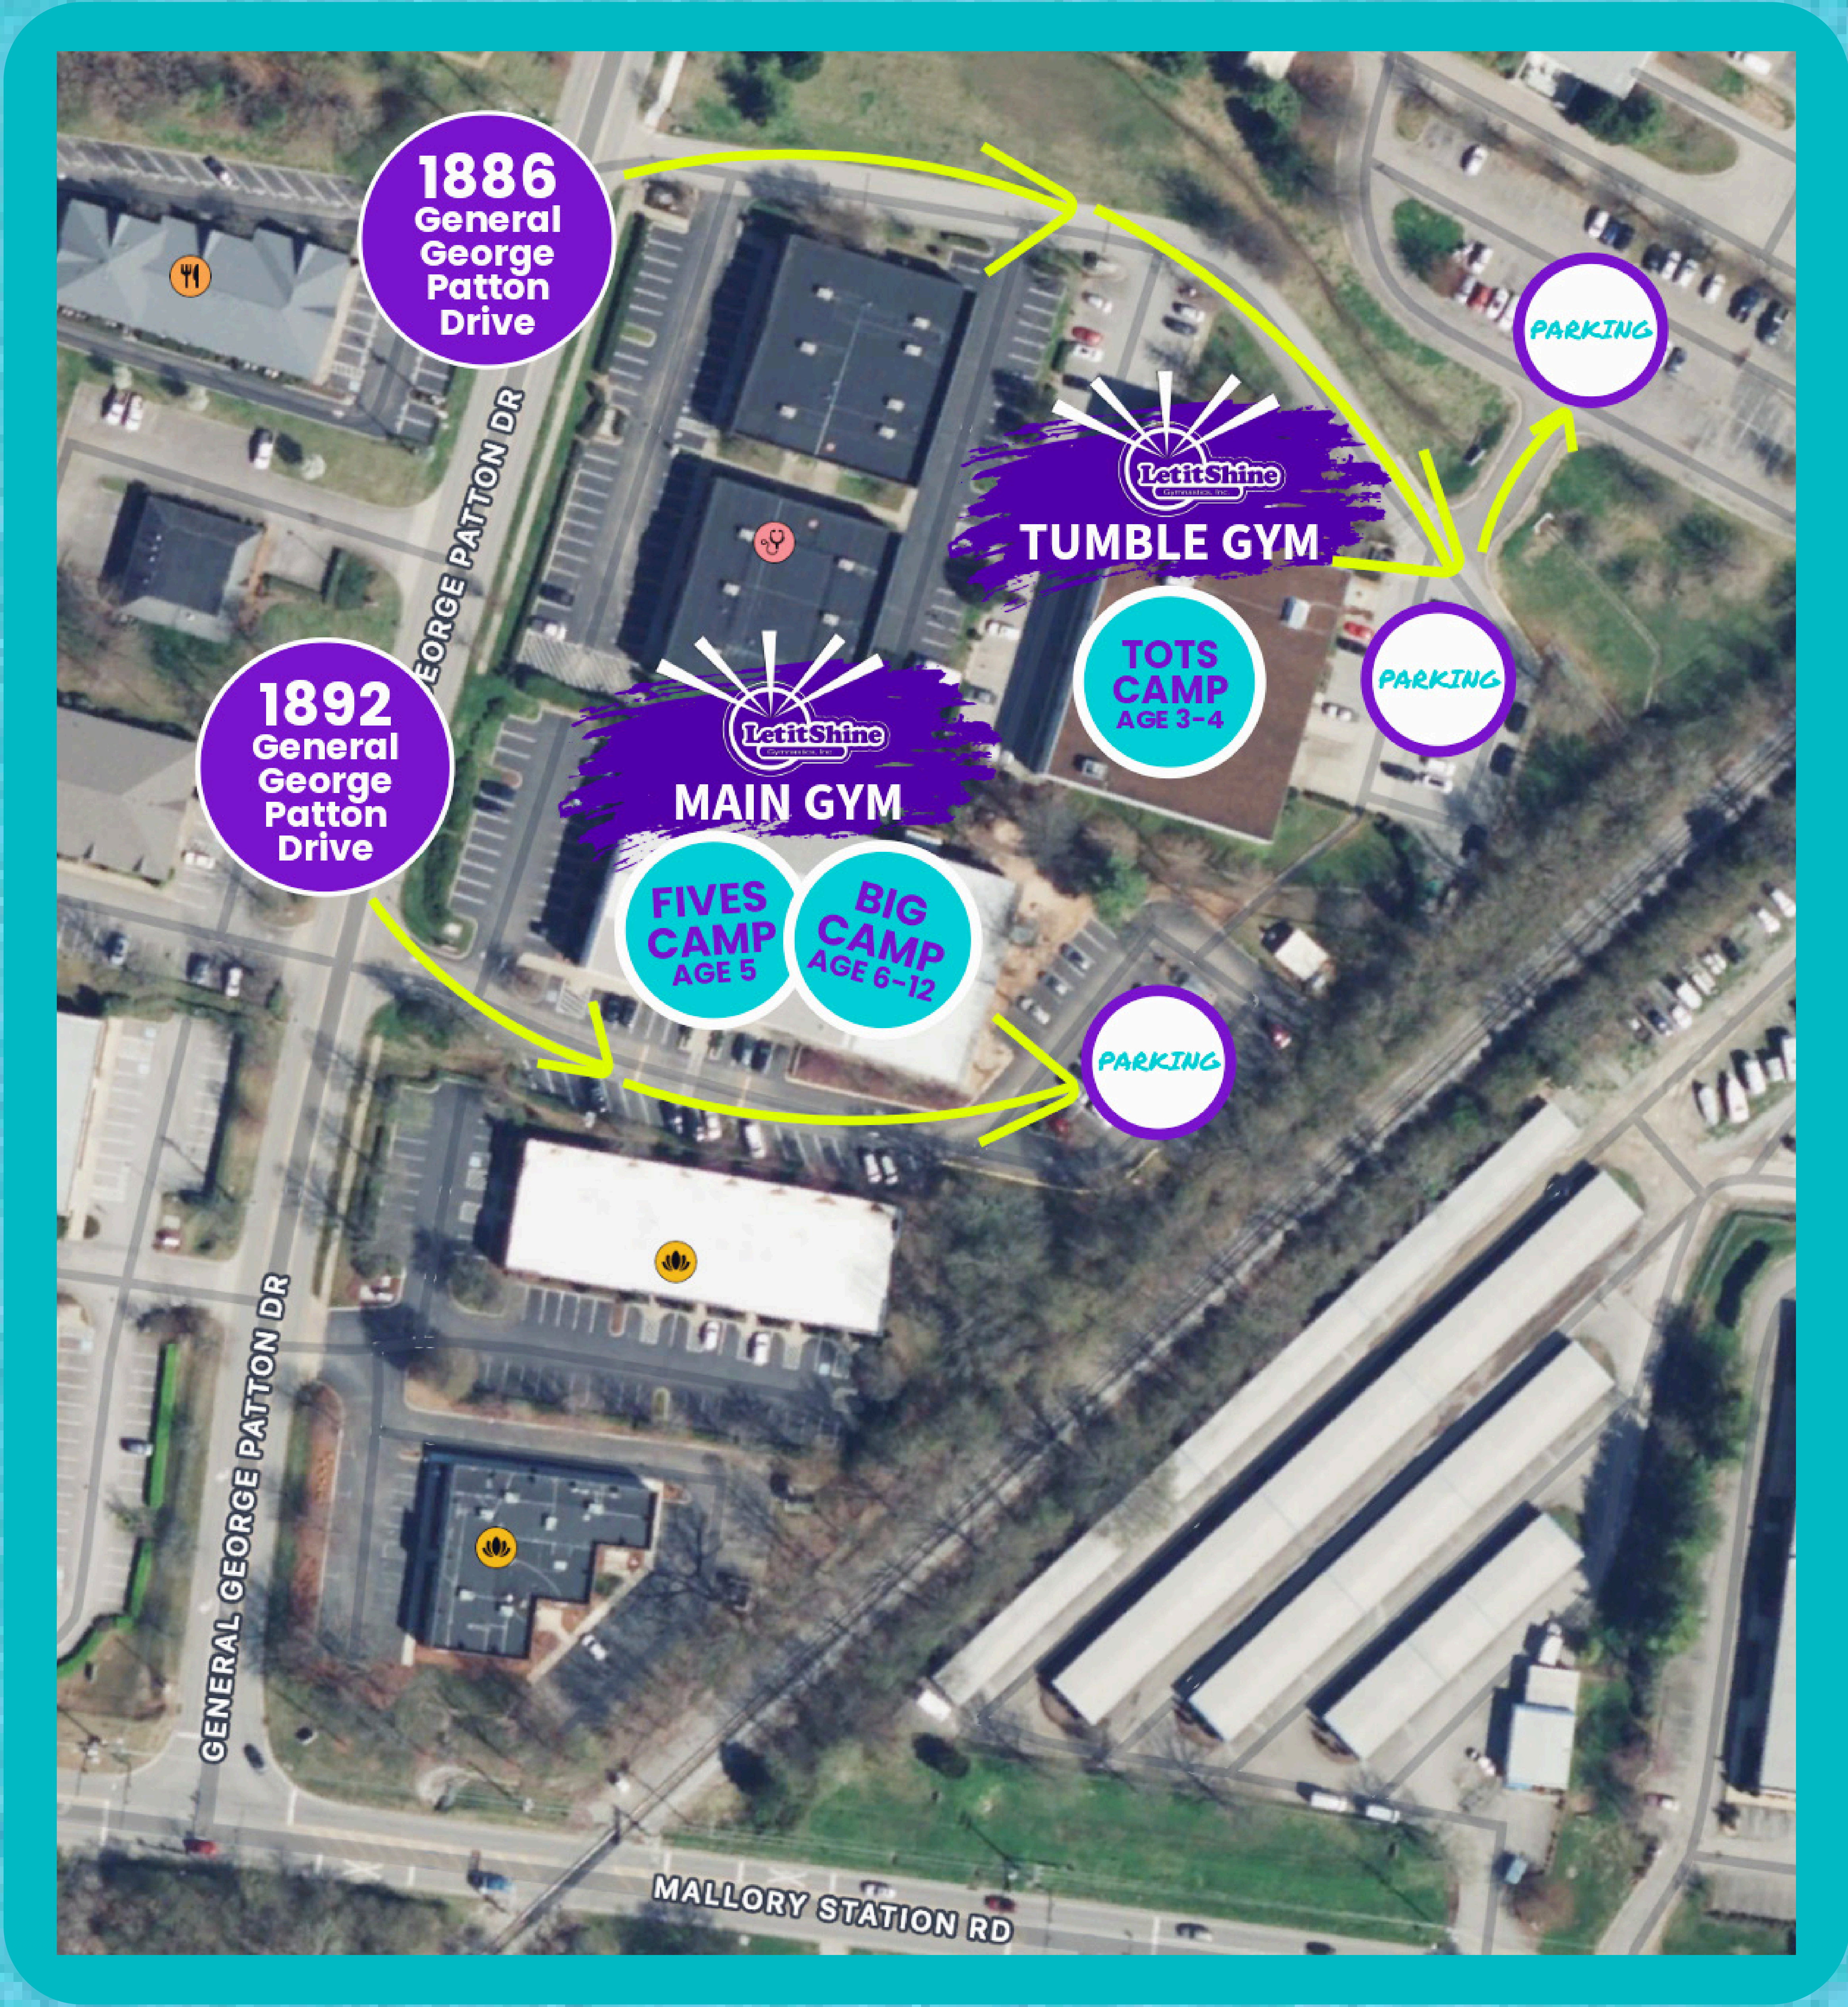 1886
General
George
Patton
Drive
PARKING
GEORGE PATTON DR
LetitShine
Gymnastics, Inc.
TUMBLE GYM
TOTS
CAMP
AGE 3-4
PARKING
1892
General
George
Patton
Drive
LetitShine
Gymnastics, Inc.
MAIN GYM
FIVES
CAMP
AGE 5
BIG
CAMP
AGE 6-12
PARKING
GENERAL GEORGE PATTON DR
MALLORY STATION RD